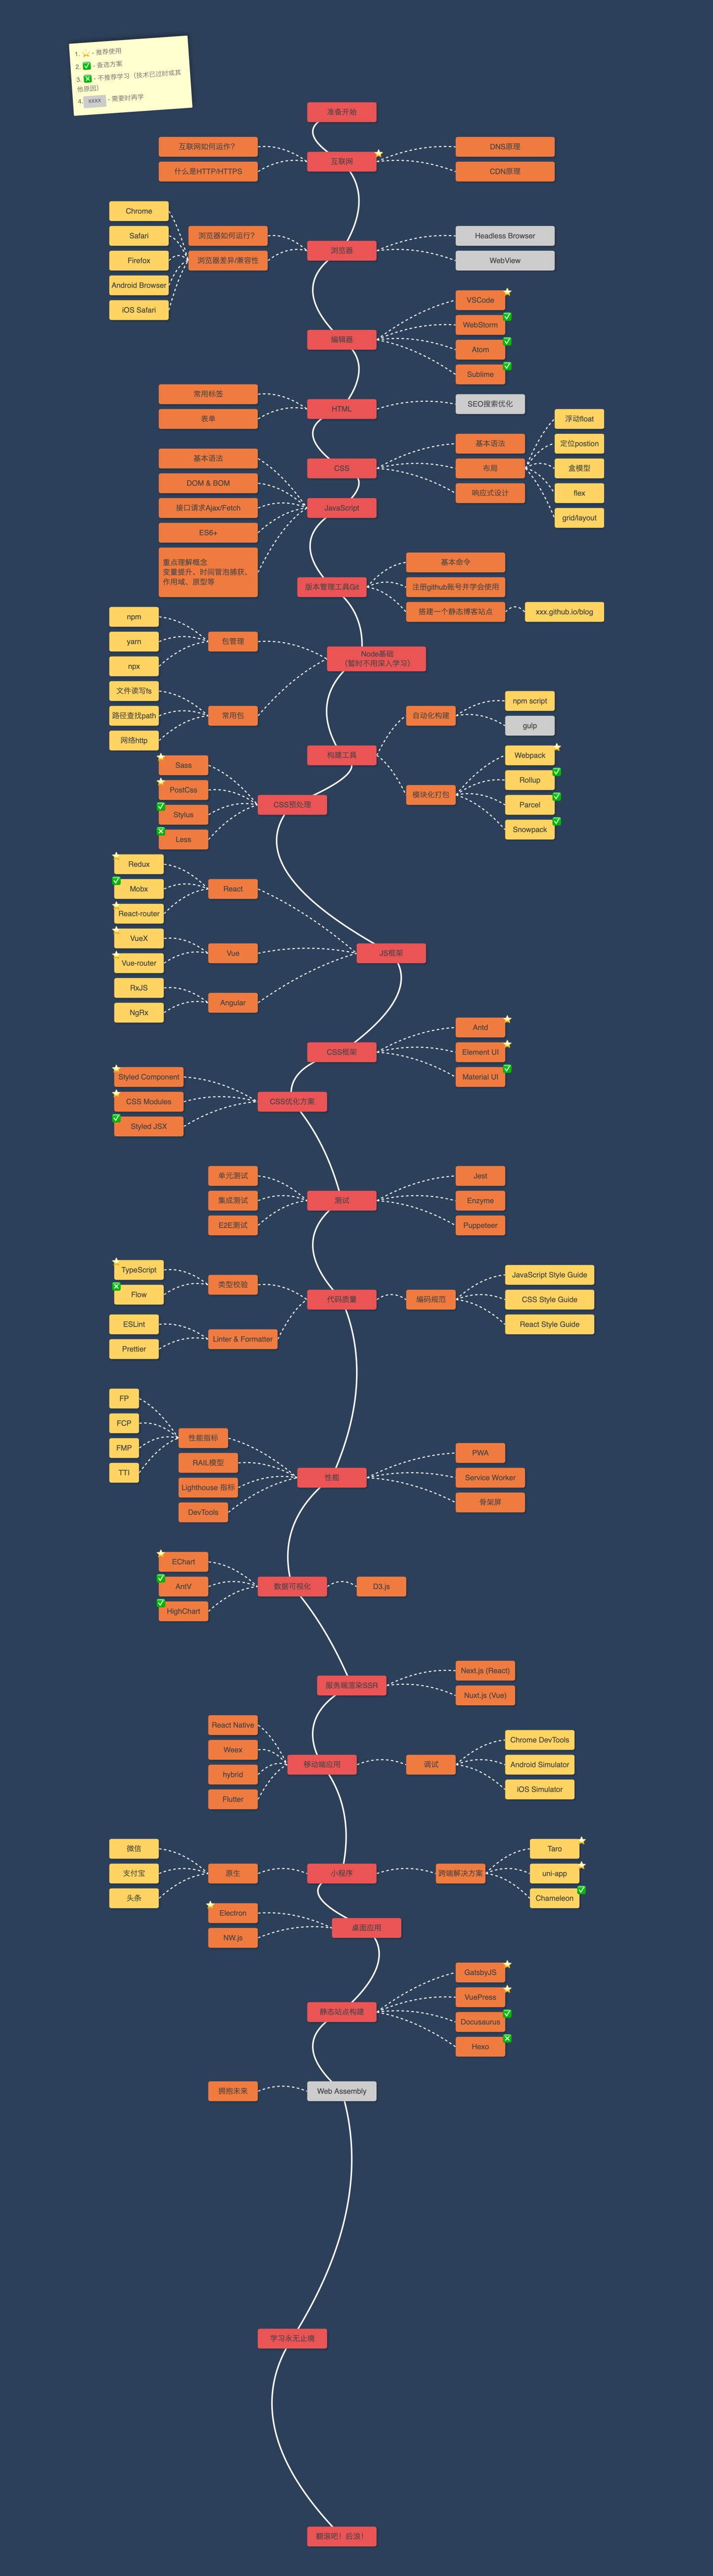 1. ⭐ - 推荐使用
2. ✅ - 备选方案
3. ❎ - 不推荐学习（技术已过时或其
他原因）
4. xxxx - 需要时再学
准备开始
互联网如何运作?
什么是HTTP/HTTPS
互联网
DNS原理
CDN原理
Chrome
Safari
Firefox
Android Browser
iOS Safari
浏览器如何运行?
浏览器差异/兼容性
浏览器
Headless Browser
WebView
编辑器
VSCode
WebStorm
Atom
Sublime
常用标签
表单
HTML
SEO搜索优化
CSS
基本语法
布局
响应式设计
浮动float
定位postion
盒模型
flex
grid/layout
基本语法
DOM & BOM
接口请求Ajax/Fetch
ES6+
重点理解概念
变量提升、时间冒泡捕获、
作用域、原型等
JavaScript
版本管理工具Git
基本命令
注册github账号并学会使用
搭建一个静态博客站点
xxx.github.io/blog
npm
yarn
npx
包管理
文件读写fs
路径查找path
网络http
常用包
Node基础
（暂时不用深入学习）
构建工具
自动化构建
npm script
gulp
模块化打包
Webpack
Rollup
Parcel
Snowpack
Sass
PostCss
Stylus
Less
CSS预处理
Redux
Mobx
React-router
React
VueX
Vue-router
Vue
RxJS
NgRx
Angular
JS框架
CSS框架
Antd
Element UI
Material UI
Styled Component
CSS Modules
Styled JSX
CSS优化方案
单元测试
集成测试
E2E测试
测试
Jest
Enzyme
Puppeteer
TypeScript
Flow
类型校验
ESLint
Prettier
Linter & Formatter
代码质量
编码规范
JavaScript Style Guide
CSS Style Guide
React Style Guide
FP
FCP
FMP
TTI
性能指标
RAIL模型
Lighthouse 指标
DevTools
性能
PWA
Service Worker
骨架屏
EChart
AntV
HighChart
数据可视化
D3.js
服务端渲染SSR
Next.js (React)
Nuxt.js (Vue)
React Native
Weex
hybrid
Flutter
移动端应用
调试
Chrome DevTools
Android Simulator
iOS Simulator
微信
支付宝
头条
原生
小程序
跨端解决方案
Taro
uni-app
Chameleon
Electron
NW.js
桌面应用
静态站点构建
GatsbyJS
VuePress
Docusaurus
Hexo
拥抱未来
Web Assembly
学习永无止境
翻滚吧！后浪！